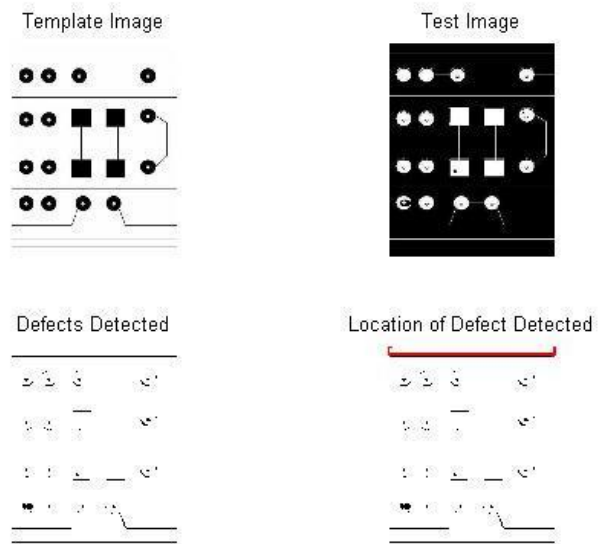 Template Image
Test Image
Defects Detected
Location of Defect Detected